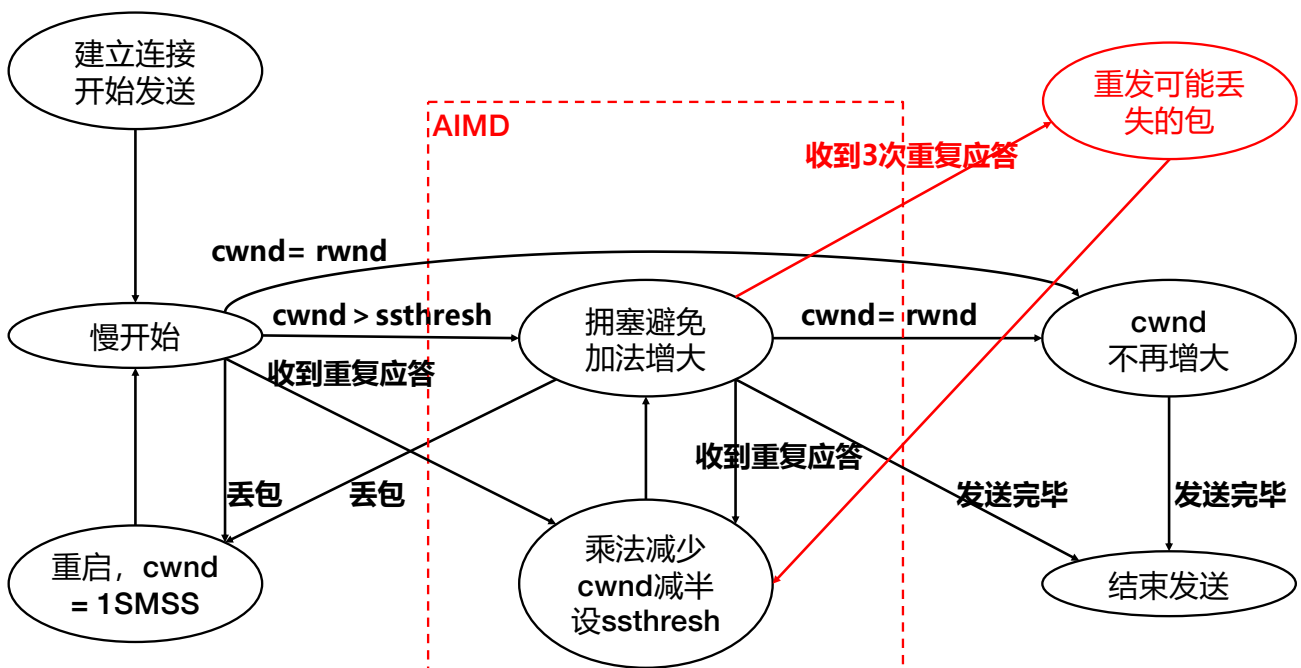 建立连接
开始发送
重发可能丢
失的包
AIMD
收到3次重复应答
cwnd= rwnd
慢开始
cwnd > ssthresh
拥塞避免
加法增大
cwnd= rwnd
cwnd
不再增大
收到重复应答
收到重复应答
丢包
丢包
发送完毕
发送完毕
重启，cwnd
= 1SMSS
乘法减少
cwnd减半
设ssthresh
结束发送